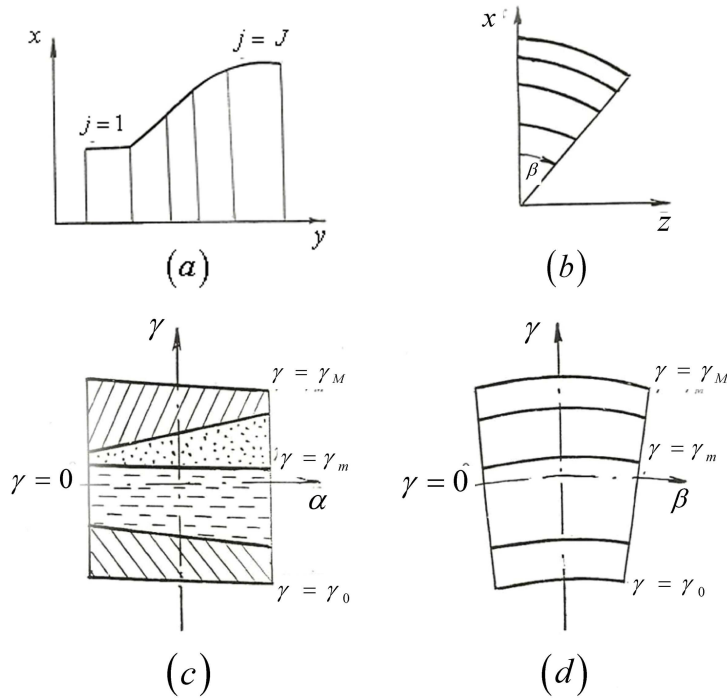 x
j = J
j = 1
y
(a)
x
β
z
(b)
γ
γ = γ_M
γ = γ_m
γ = 0
α
γ = γ_0
(c)
γ
γ = γ_M
γ = γ_m
γ = 0
β
γ = γ_0
(d)